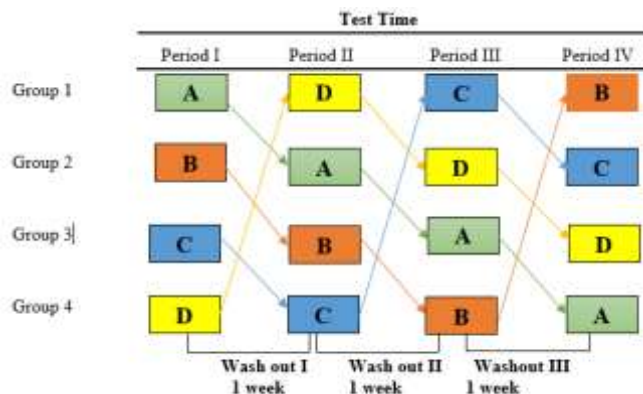 Test Time
Period I Period II Period III Period IV
Group 1 A D C B
Group 2 B A D C
Group 3 C B A D
Group 4 D C B A
Wash out I Wash out II Washout III
1 week 1 week 1 week